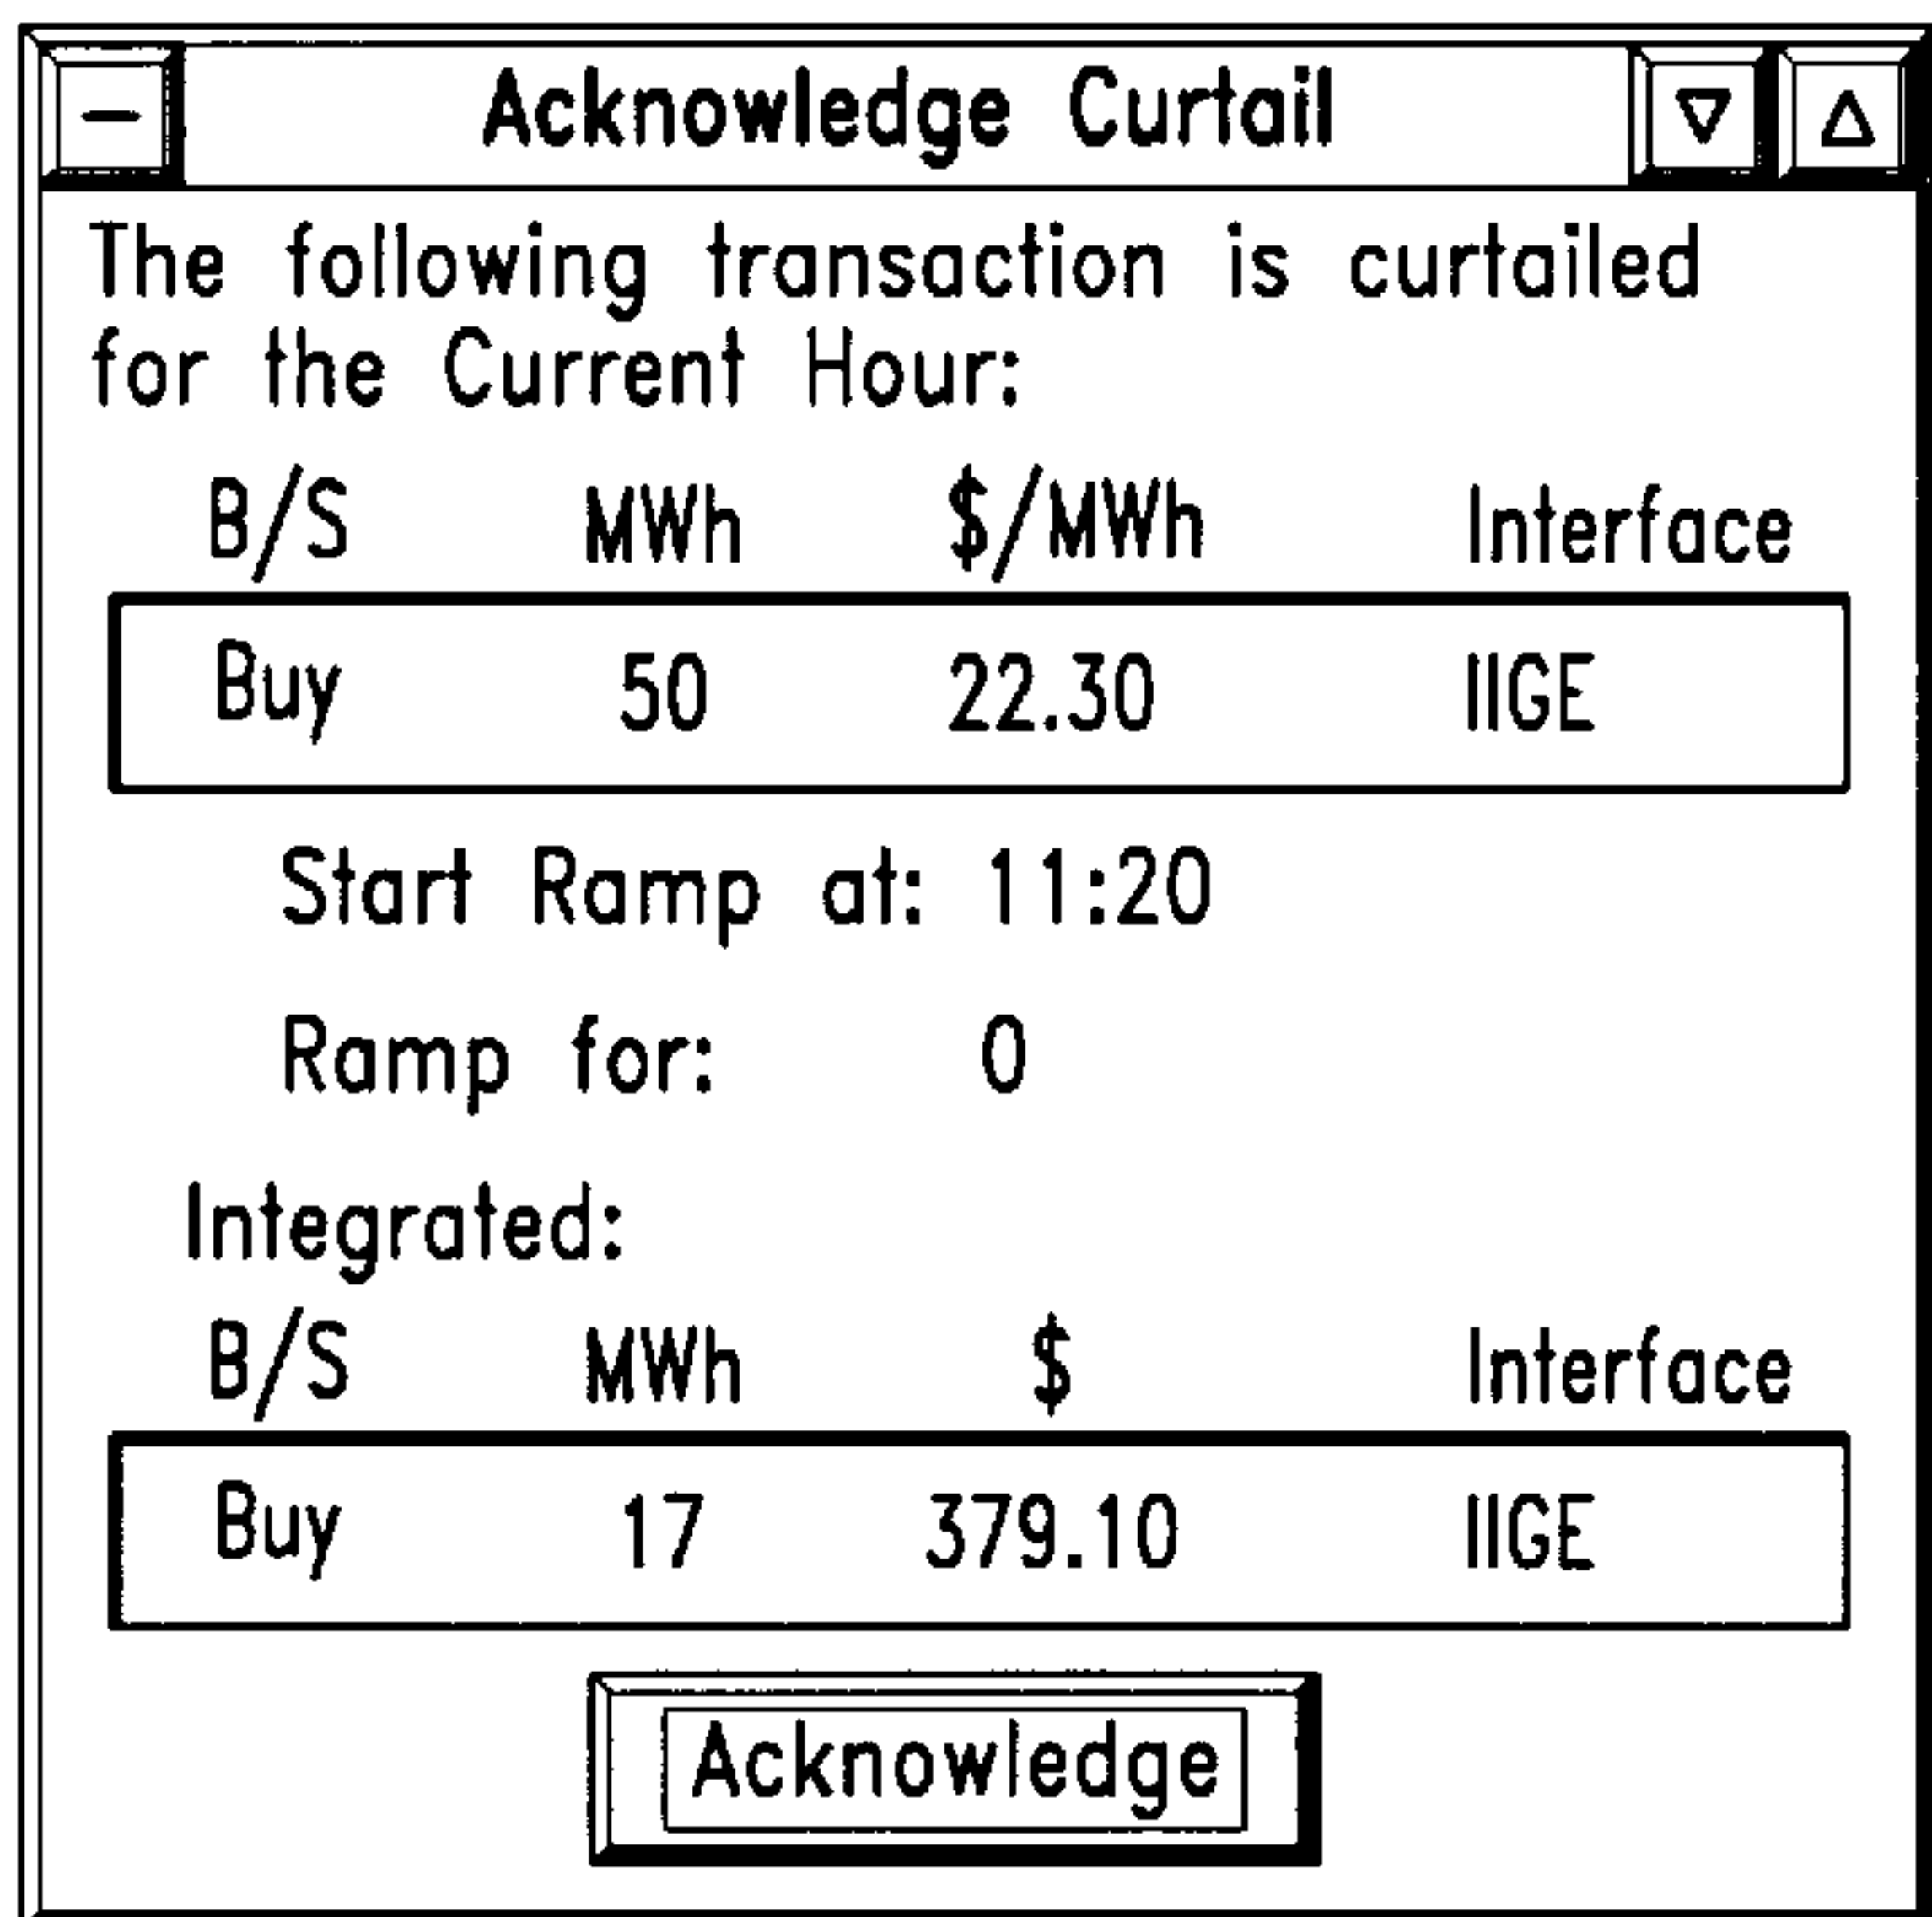 Acknowledge Curtail
The following transaction is curtailed
for the Current Hour:
B/S MWh $/MWh Interface
Buy 50 22.30 IIGE
Start Ramp at: 11:20
Ramp for: 0
Integrated:
B/S MWh $ Interface
Buy 17 379.10 IIGE
Acknowledge